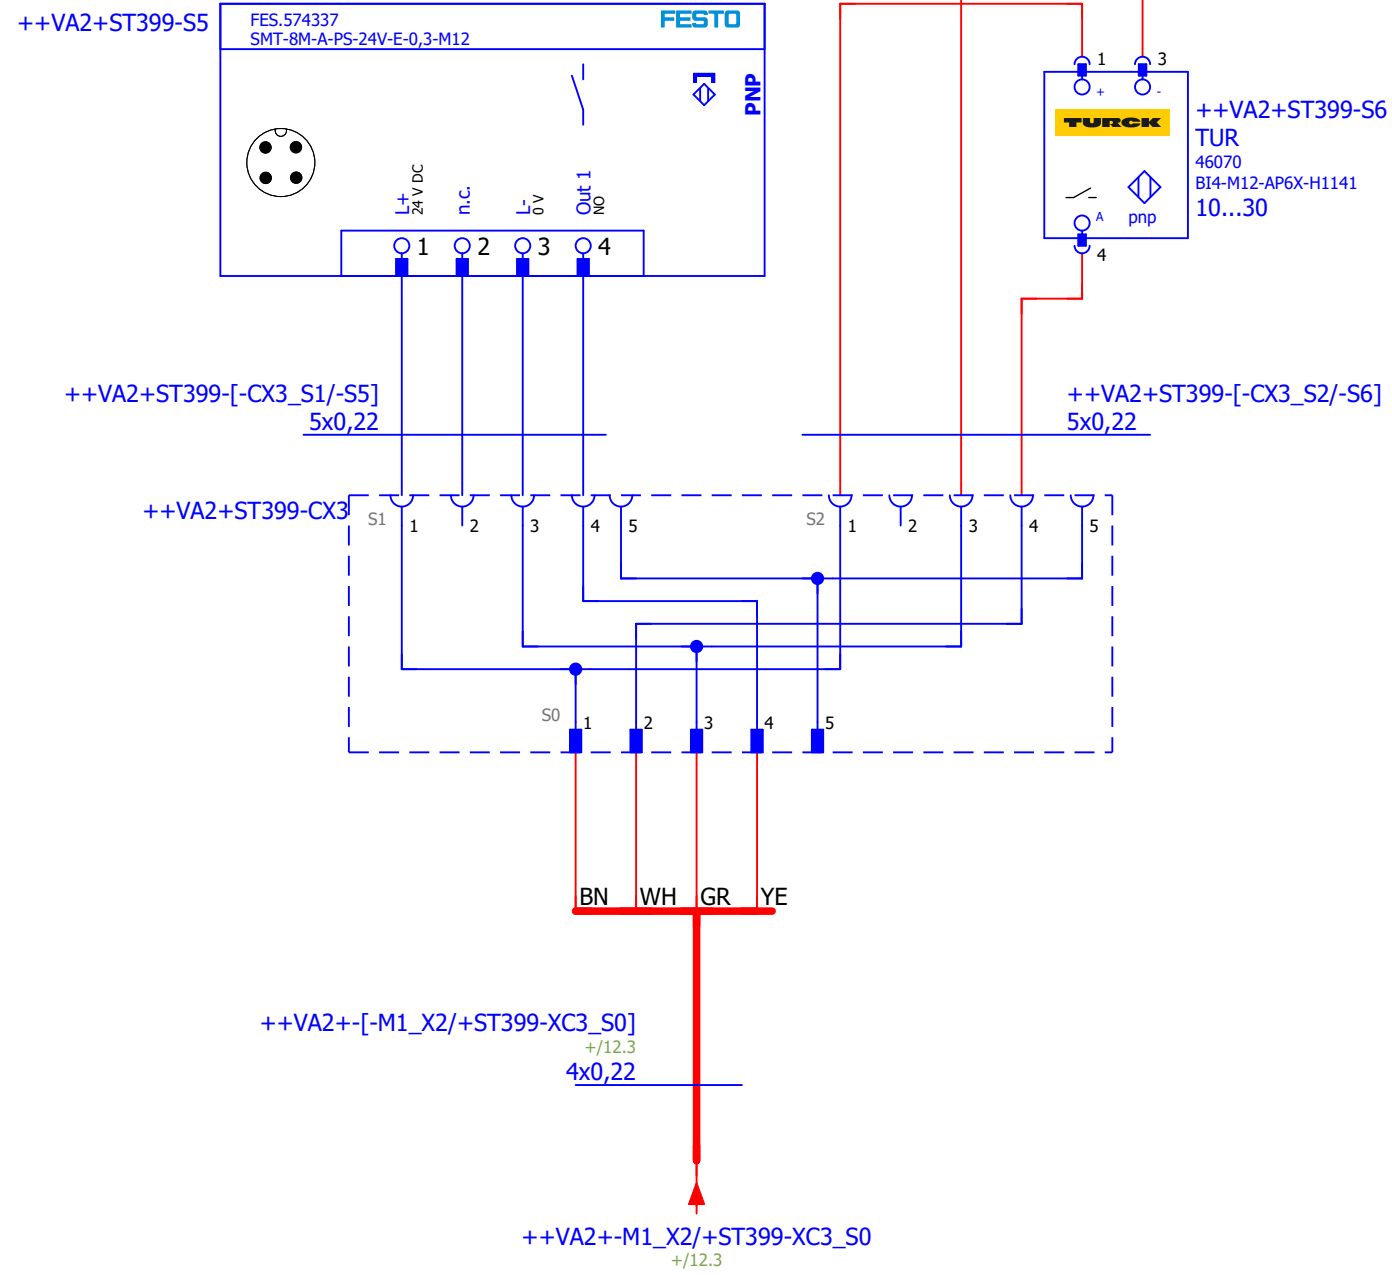 ++VA2+ST399-S5
FES.574337
SMT-8M-A-PS-24V-E-0,3-M12
FESTO
PNP
L+
24 V DC
n.c.
L-
0 V
Out 1
NO
1 2 3 4
1 3
+ -
TURCK
A
pnp
4
++VA2+ST399-S6
TUR
46070
BI4-M12-AP6X-H1141
10...30
++VA2+ST399-[-CX3_S1/-S5]
5x0,22
++VA2+ST399-[-CX3_S2/-S6]
5x0,22
++VA2+ST399-CX3
S1 1 2 3 4 5 S2 1 2 3 4 5
S0 1 2 3 4 5
BN WH GR YE
++VA2+-[-M1_X2/+ST399-XC3_S0]
+/12.3
4x0,22
++VA2+-M1_X2/+ST399-XC3_S0
+/12.3